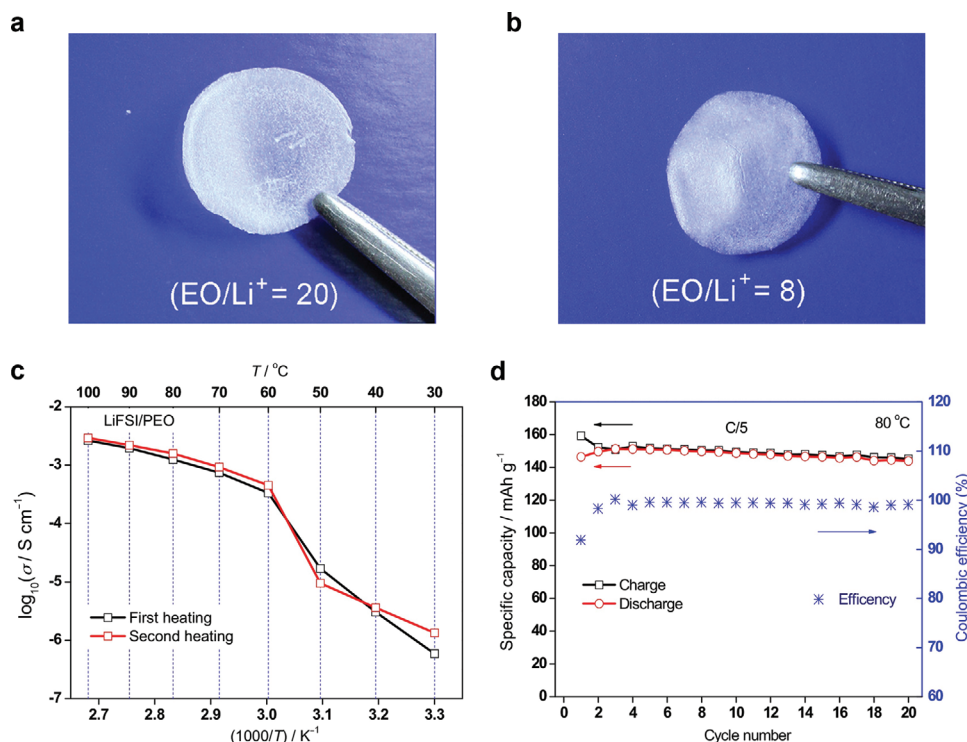 a
b
(EO/Li⁺ = 20)
(EO/Li⁺ = 8)
c
T / °C
100 90 80 70 60 50 40 30
LiFSI/PEO
log₁₀(σ / S cm⁻¹)
-2
-3
-4
-5
-6
-7
First heating
Second heating
2.7 2.8 2.9 3.0 3.1 3.2 3.3
(1000/T) / K⁻¹
d
Specific capacity / mAh g⁻¹
180
160
140
120
100
80
60
40
20
0
C/5
80 °C
Charge
Discharge
Efficency
120
110
100
90
80
70
60
Coulombic efficiency (%)
0 2 4 6 8 10 12 14 16 18 20
Cycle number